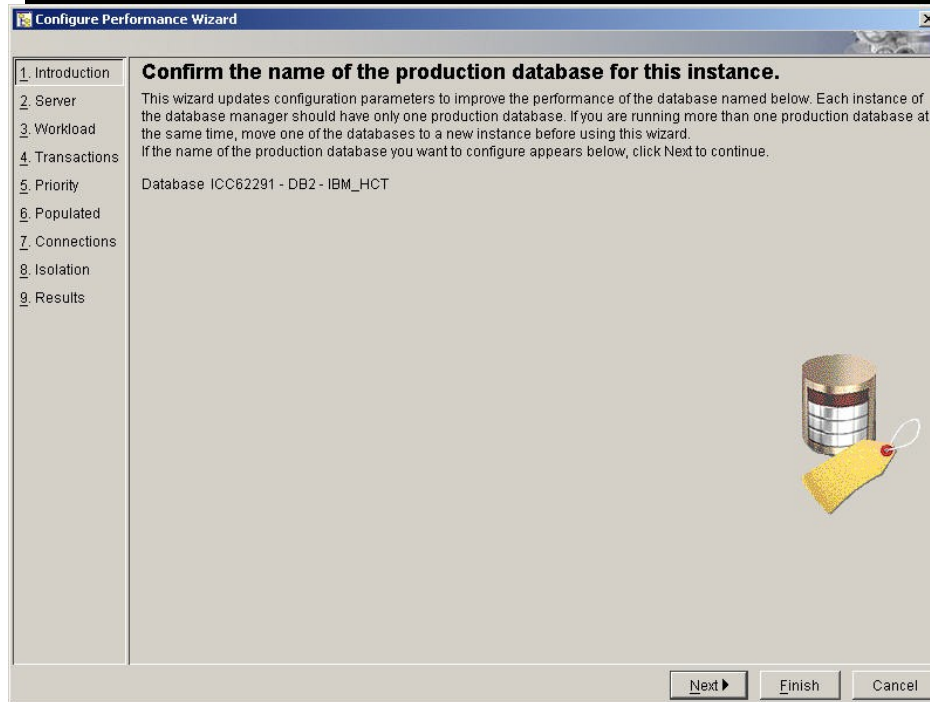 Configure Performance Wizard
1. Introduction
2. Server
3. Workload
4. Transactions
5. Priority
6. Populated
7. Connections
8. Isolation
9. Results
Confirm the name of the production database for this instance.
This wizard updates configuration parameters to improve the performance of the database named below. Each instance of
the database manager should have only one production database. If you are running more than one production database at
the same time, move one of the databases to a new instance before using this wizard.
If the name of the production database you want to configure appears below, click Next to continue.
Database ICC62291 - DB2 - IBM_HCT
Next
Finish
Cancel